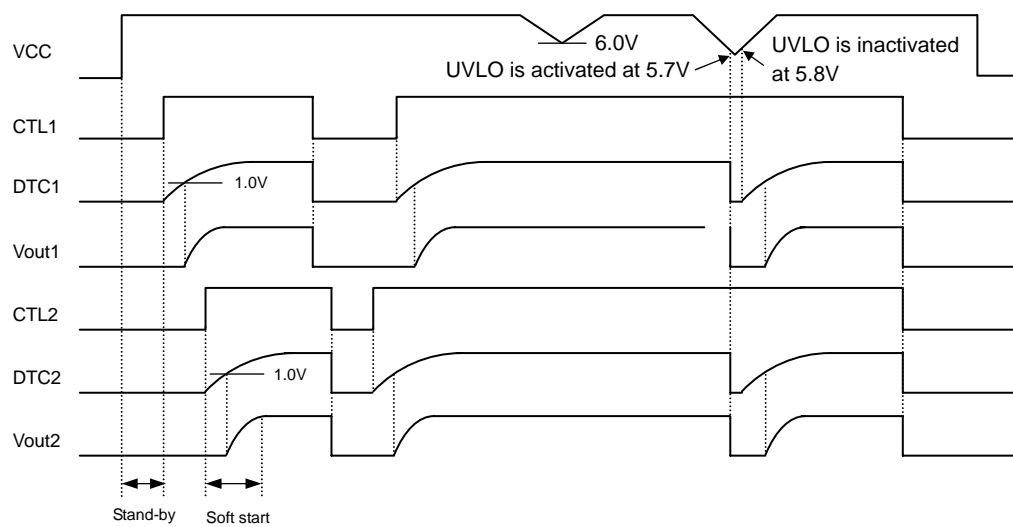 VCC
6.0V
UVLO is activated at 5.7V
UVLO is inactivated
at 5.8V
CTL1
DTC1
1.0V
Vout1
CTL2
DTC2
1.0V
Vout2
Stand-by
Soft start